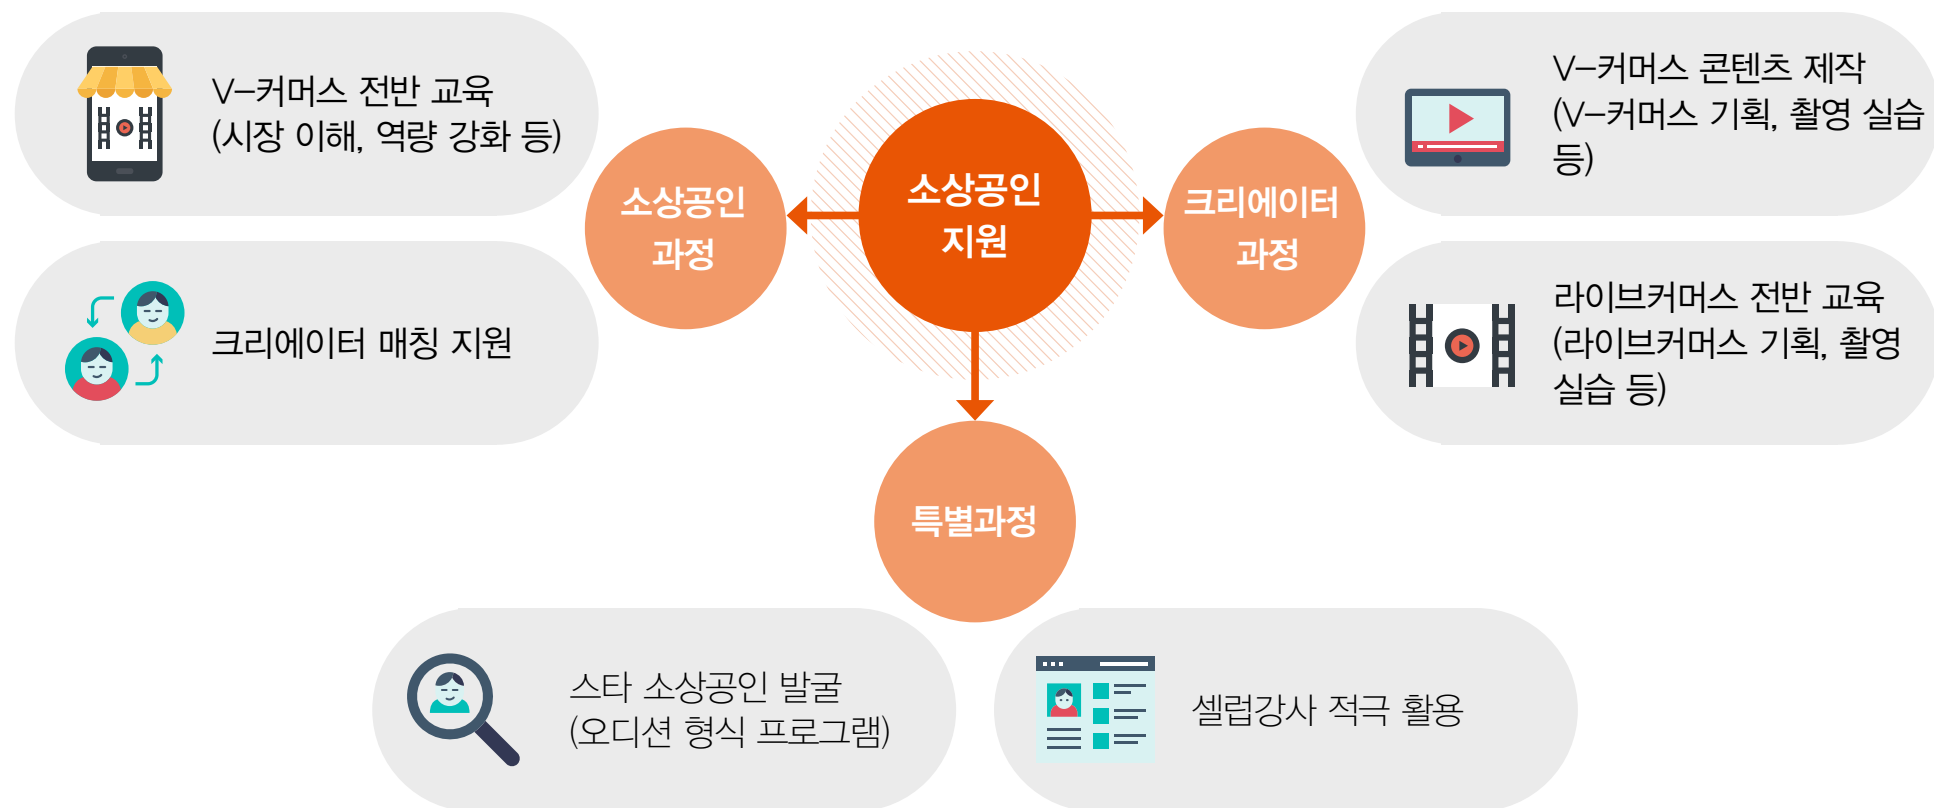 V-커머스 전반 교육
(시장 이해, 역량 강화 등)
크리에이터 매칭 지원
소상공인
과정
소상공인
지원
크리에이터
과정
V-커머스 콘텐츠 제작
(V-커머스 기획, 촬영 실습
등)
라이브커머스 전반 교육
(라이브커머스 기획, 촬영
실습 등)
특별과정
스타 소상공인 발굴
(오디션 형식 프로그램)
셀럽강사 적극 활용